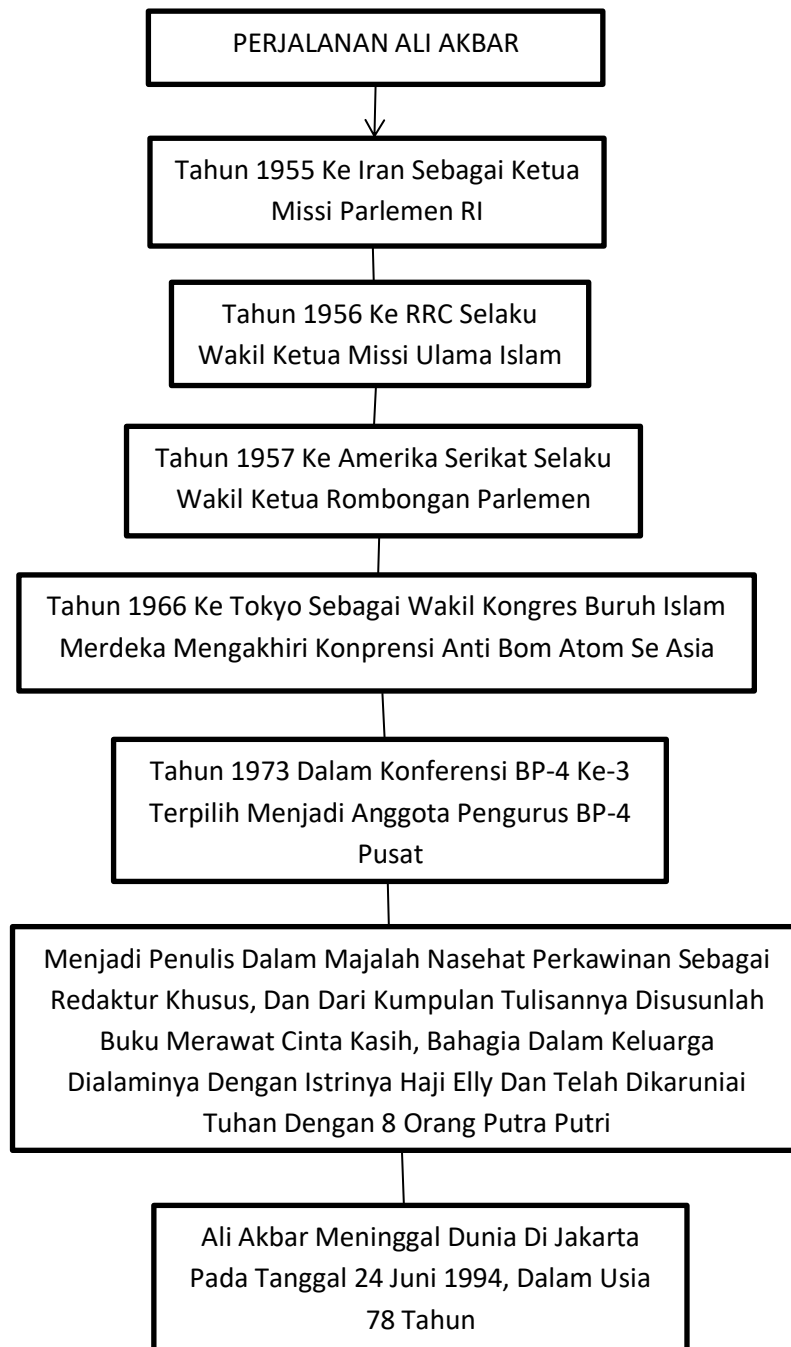 PERJALANAN ALI AKBAR
Tahun 1955 Ke Iran Sebagai Ketua
Missi Parlemen RI
Tahun 1956 Ke RRC Selaku
Wakil Ketua Missi Ulama Islam
Tahun 1957 Ke Amerika Serikat Selaku
Wakil Ketua Rombongan Parlemen
Tahun 1966 Ke Tokyo Sebagai Wakil Kongres Buruh Islam
Merdeka Mengakhiri Konprensi Anti Bom Atom Se Asia
Tahun 1973 Dalam Konferensi BP-4 Ke-3
Terpilih Menjadi Anggota Pengurus BP-4
Pusat
Menjadi Penulis Dalam Majalah Nasehat Perkawinan Sebagai
Redaktur Khusus, Dan Dari Kumpulan Tulisannya Disusunlah
Buku Merawat Cinta Kasih, Bahagia Dalam Keluarga
Dialaminya Dengan Istrinya Haji Elly Dan Telah Dikaruniai
Tuhan Dengan 8 Orang Putra Putri
Ali Akbar Meninggal Dunia Di Jakarta
Pada Tanggal 24 Juni 1994, Dalam Usia
78 Tahun